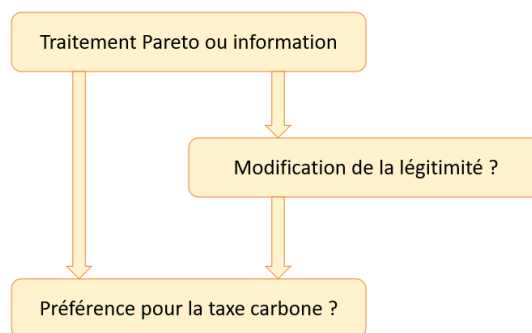 Traitement Pareto ou information
Modification de la légitimité ?
Préférence pour la taxe carbone ?